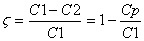 ς = (C1 − C2) / C1 = 1 − Cp / C1